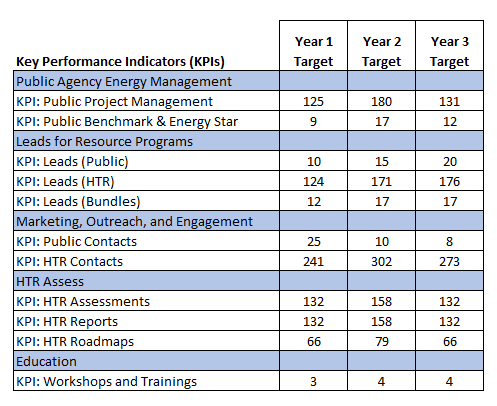 Key Performance Indicators (KPIs) Year 1 Target Year 2 Target Year 3 Target
Public Agency Energy Management
KPI: Public Project Management 125 180 131
KPI: Public Benchmark & Energy Star 9 17 12
Leads for Resource Programs
KPI: Leads (Public) 10 15 20
KPI: Leads (HTR) 124 171 176
KPI: Leads (Bundles) 12 17 17
Marketing, Outreach, and Engagement
KPI: Public Contacts 25 10 8
KPI: HTR Contacts 241 302 273
HTR Assess
KPI: HTR Assessments 132 158 132
KPI: HTR Reports 132 158 132
KPI: HTR Roadmaps 66 79 66
Education
KPI: Workshops and Trainings 3 4 4